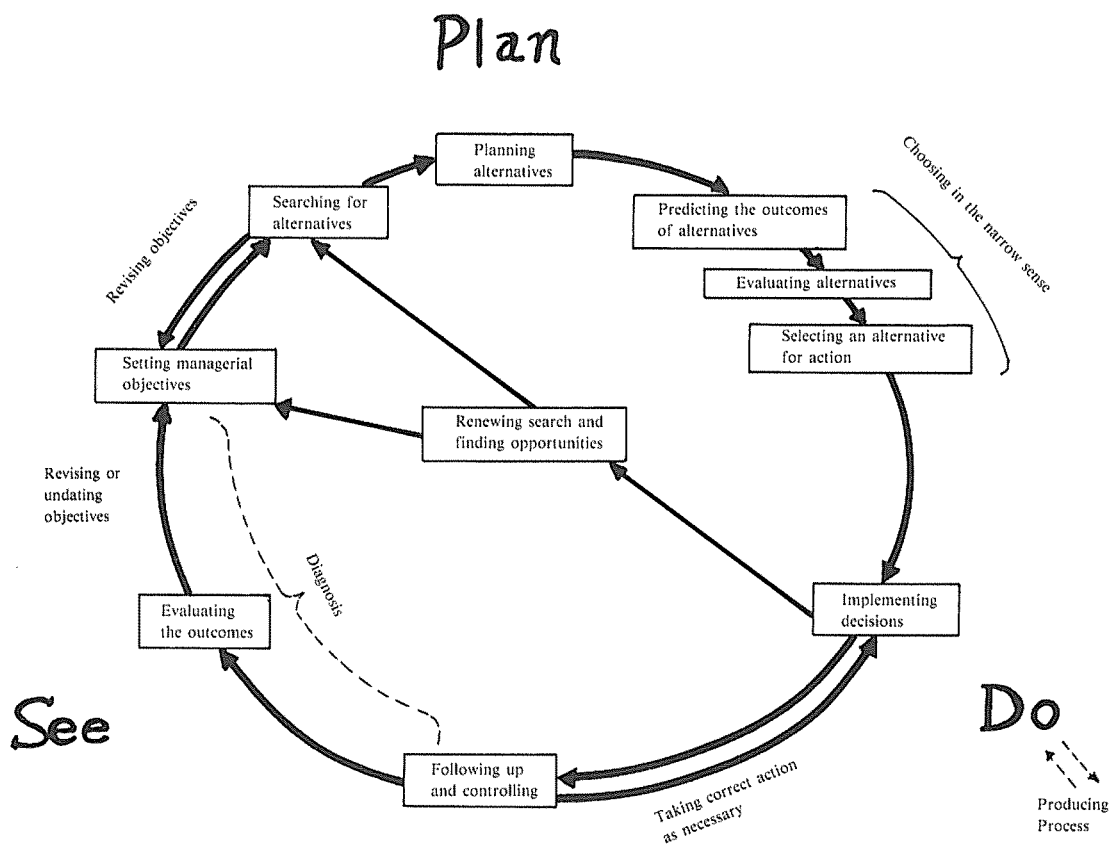 Plan
Planning
alternatives
Searching for
alternatives
Predicting the outcomes
of alternatives
Choosing in the narrow sense
Revising objectives
Evaluating alternatives
Selecting an alternative
for action
Setting managerial
objectives
Renewing search and
finding opportunities
Revising or
undating
objectives
Diagnosis
Evaluating
the outcomes
Implementing
decisions
See
Do
Following up
and controlling
Taking correct action
as necessary
Producing
Process